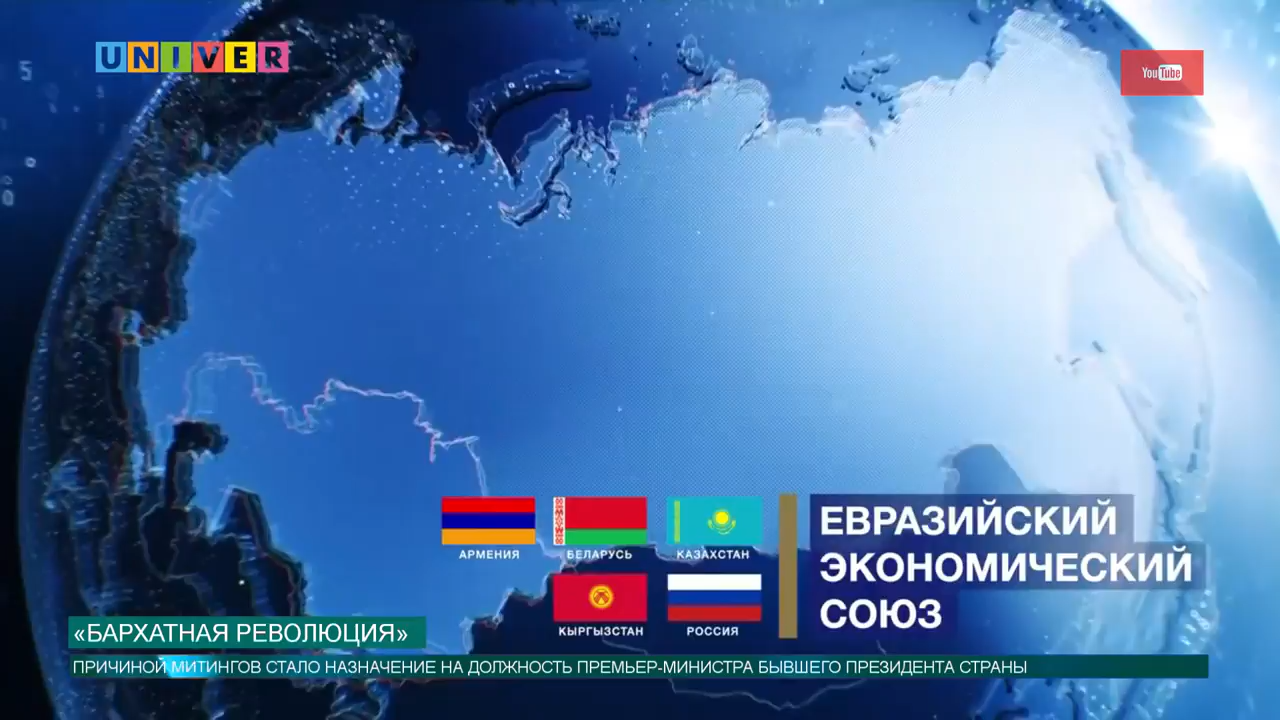 UNIVER
YouTube
АРМЕНИЯ
БЕЛАРУСЬ
КАЗАХСТАН
КЫРГЫЗСТАН
РОССИЯ
ЕВРАЗИЙСКИЙ
ЭКОНОМИЧЕСКИЙ
СОЮЗ
«БАРХАТНАЯ РЕВОЛЮЦИЯ»
ПРИЧИНОЙ МИТИНГОВ СТАЛО НАЗНАЧЕНИЕ НА ДОЛЖНОСТЬ ПРЕМЬЕР-МИНИСТРА БЫВШЕГО ПРЕЗИДЕНТА СТРАНЫ